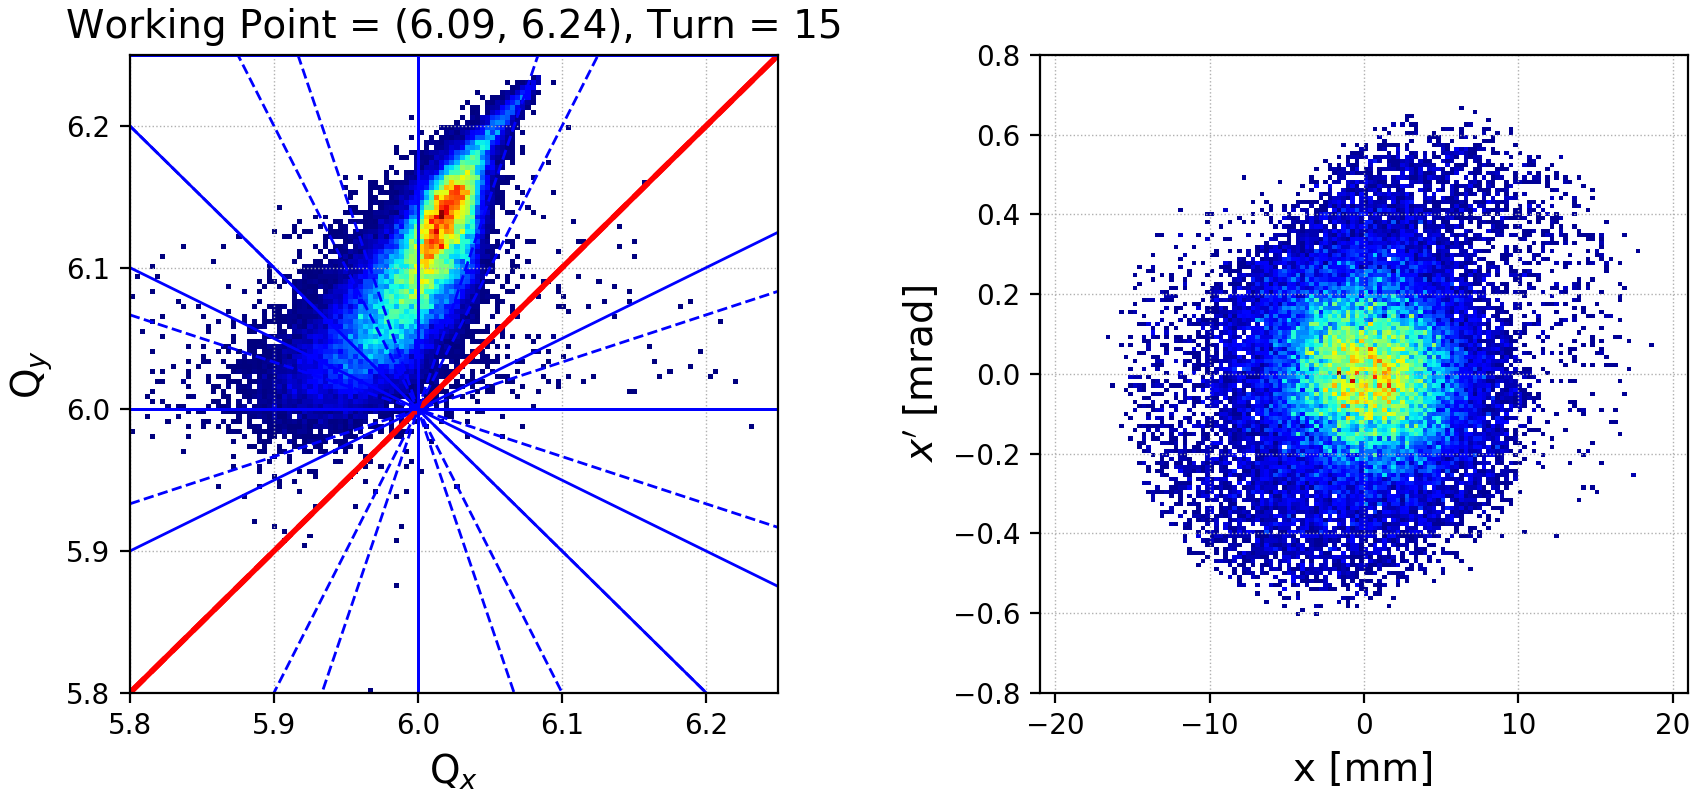 Working Point = (6.09, 6.24), Turn = 15
6.2
6.1
6.0
5.9
5.8
Q_y
5.8 5.9 6.0 6.1 6.2
Q_x
0.8
0.6
0.4
0.2
0.0
−0.2
−0.4
−0.6
−0.8
x′ [mrad]
−20 −10 0 10 20
x [mm]